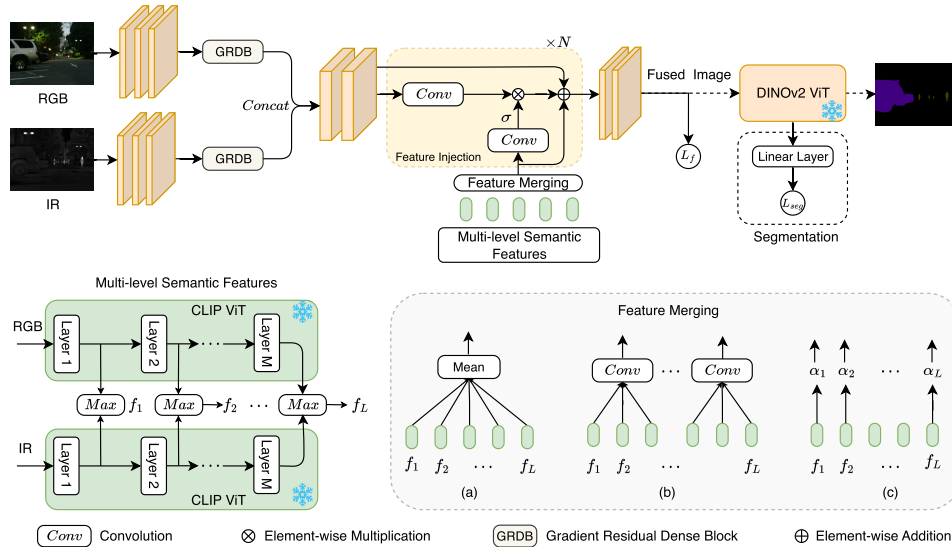 RGB
GRDB
IR
GRDB
Concat
×N
Conv
σ
Conv
Feature Injection
Feature Merging
Multi-level Semantic
Features
Fused Image
L_f
DINOv2 ViT
Linear Layer
L_seg
Segmentation
Multi-level Semantic Features
CLIP ViT
RGB
Layer 1
Layer 2
···
Layer M
Max f_1 Max f_2 ··· Max f_L
IR
Layer 1
Layer 2
···
Layer M
CLIP ViT
Feature Merging
Mean
f_1 f_2 ··· f_L
(a)
Conv ··· Conv
f_1 f_2 ··· f_L
(b)
α_1 α_2 ··· α_L
f_1 f_2 ··· f_L
(c)
Conv Convolution
⊗ Element-wise Multiplication
GRDB Gradient Residual Dense Block
⊕ Element-wise Addition